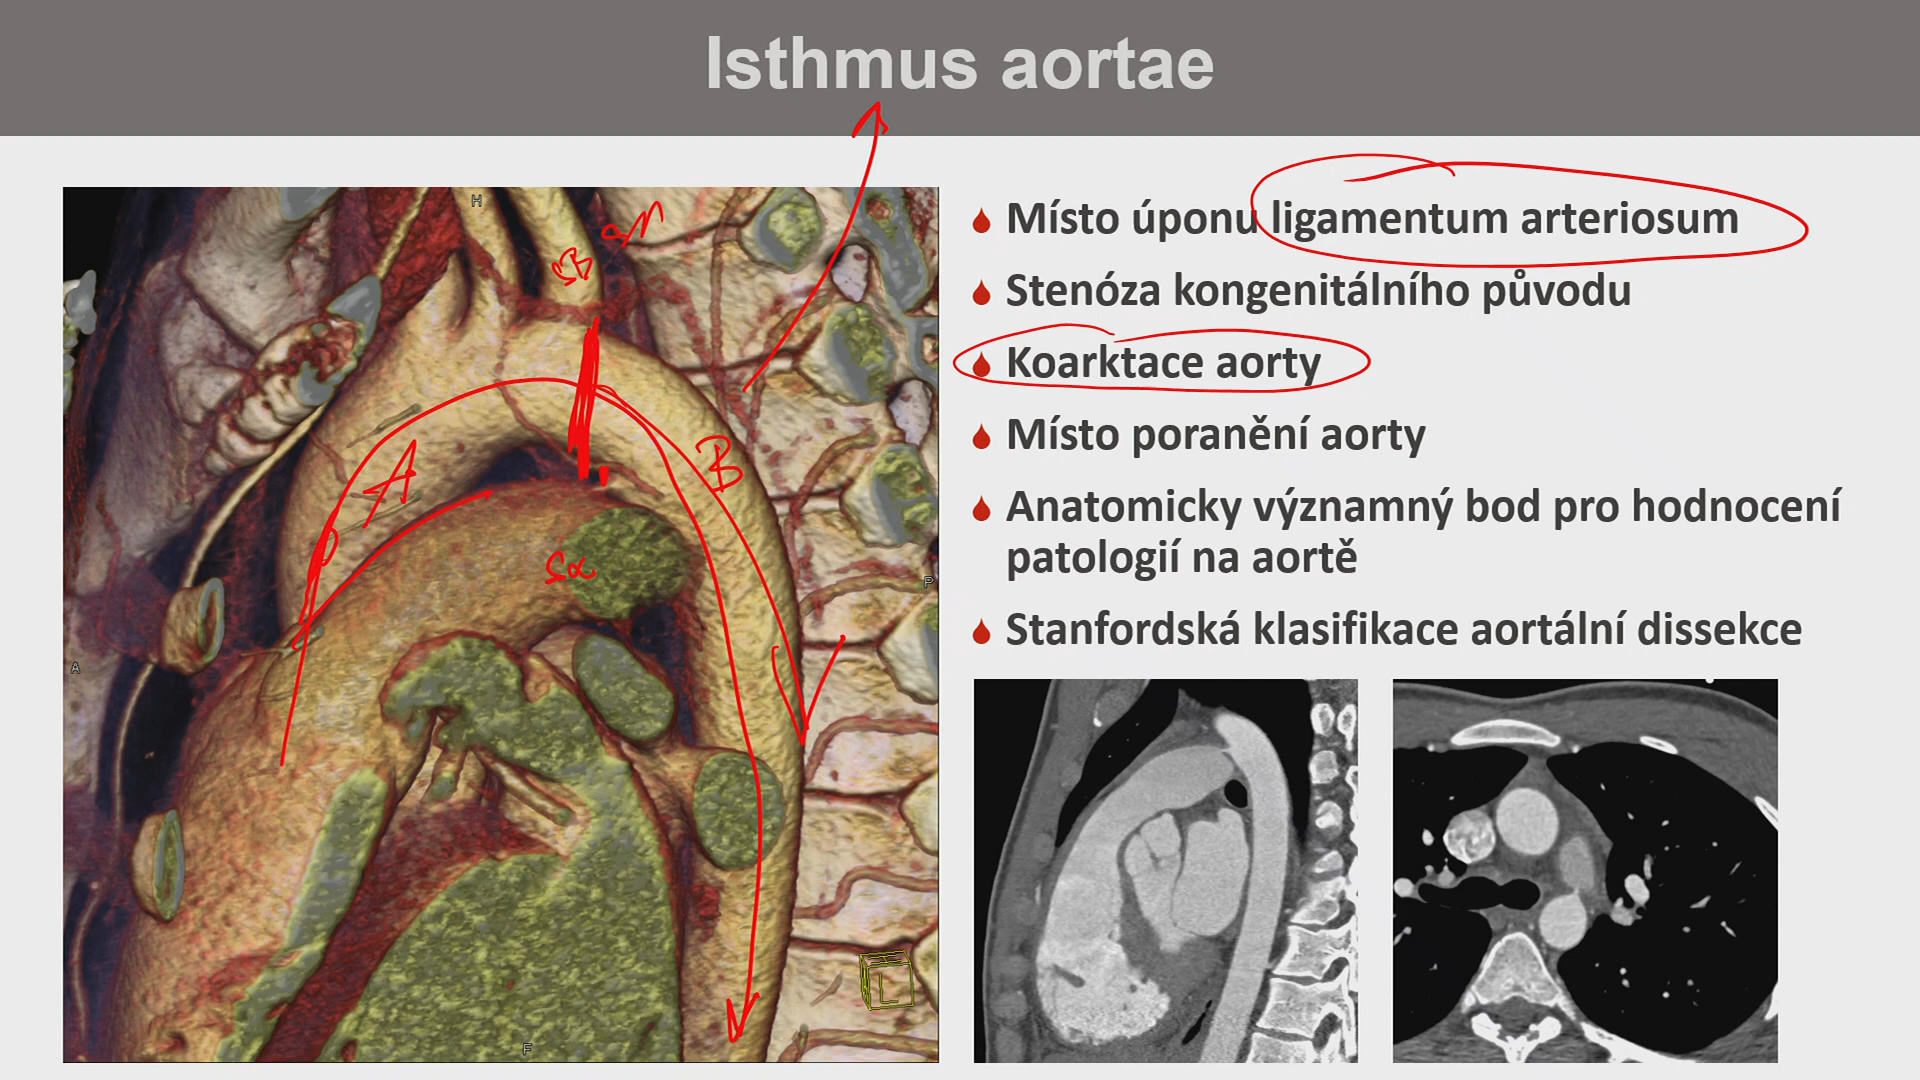 Isthmus aortae
H
A
P
F
L
A
B
Místo úponu ligamentum arteriosum
Stenóza kongenitálního původu
Koarktace aorty
Místo poranění aorty
Anatomicky významný bod pro hodnocení
patologií na aortě
Stanfordská klasifikace aortální dissekce